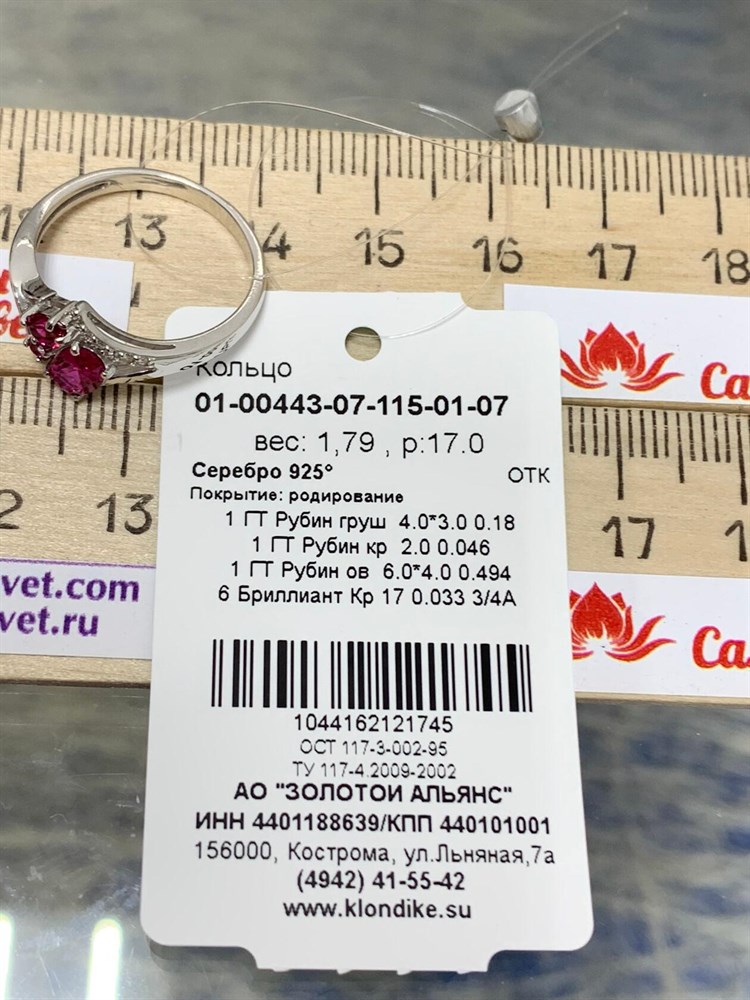 13 14 15 16 17 18
Кольцо
01-00443-07-115-01-07
вес: 1,79 , р:17.0
Серебро 925° ОТК
Покрытие: родирование
1 ГТ Рубин груш 4.0*3.0 0.18
1 ГТ Рубин кр 2.0 0.046
1 ГТ Рубин ов 6.0*4.0 0.494
6 Бриллиант Кр 17 0.033 3/4А
1044162121745
ОСТ 117-3-002-95
ТУ 117-4.2009-2002
АО "ЗОЛОТОЙ АЛЬЯНС"
ИНН 4401188639/КПП 440101001
156000, Кострома, ул.Льняная,7а
(4942) 41-55-42
www.klondike.su
Са
2 13
vet.com
vet.ru
Сам